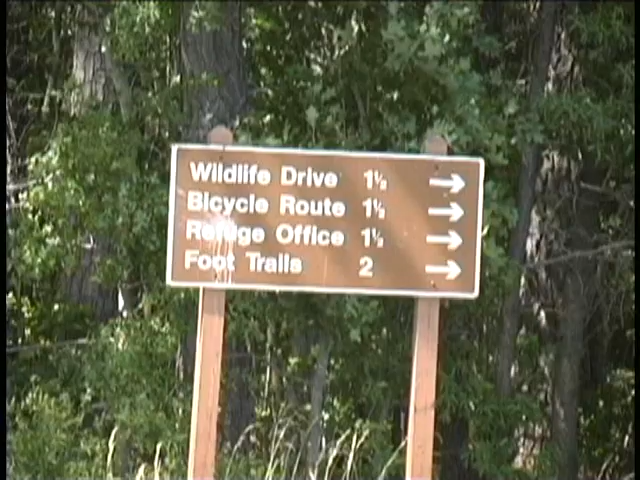 Wildlife Drive 1½ →
Bicycle Route 1½ →
Refuge Office 1½ →
Foot Trails 2 →